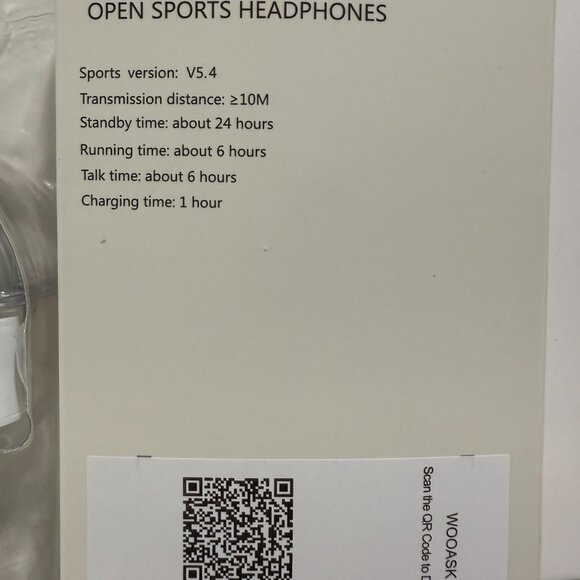 OPEN SPORTS HEADPHONES
Sports version: V5.4
Transmission distance: ≥10M
Standby time: about 24 hours
Running time: about 6 hours
Talk time: about 6 hours
Charging time: 1 hour
WOOASK
Scan the QR Code to